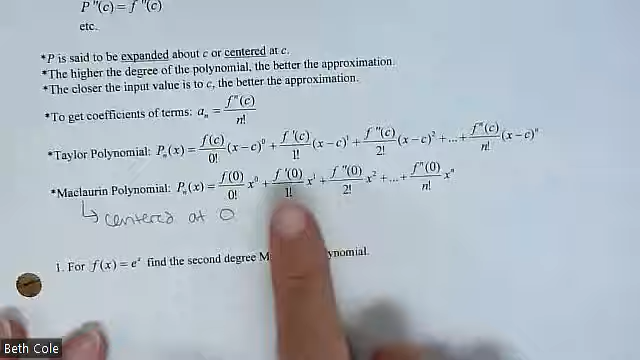 P "(c) = f "(c)
etc.
*P is said to be expanded about c or centered at c.
*The higher the degree of the polynomial, the better the approximation.
*The closer the input value is to c, the better the approximation.
*To get coefficients of terms: aₙ = fⁿ(c)/n!
*Taylor Polynomial: Pₙ(x) = f(c)/0! (x−c)⁰ + f '(c)/1! (x−c)¹ + f "(c)/2! (x−c)² + ... + fⁿ(c)/n! (x−c)ⁿ
*Maclaurin Polynomial: Pₙ(x) = f(0)/0! x⁰ + f '(0)/1! x¹ + f "(0)/2! x² + ... + fⁿ(0)/n! xⁿ
↳ centered at 0
1. For f(x) = eˣ find the second degree M ynomial.
Beth Cole